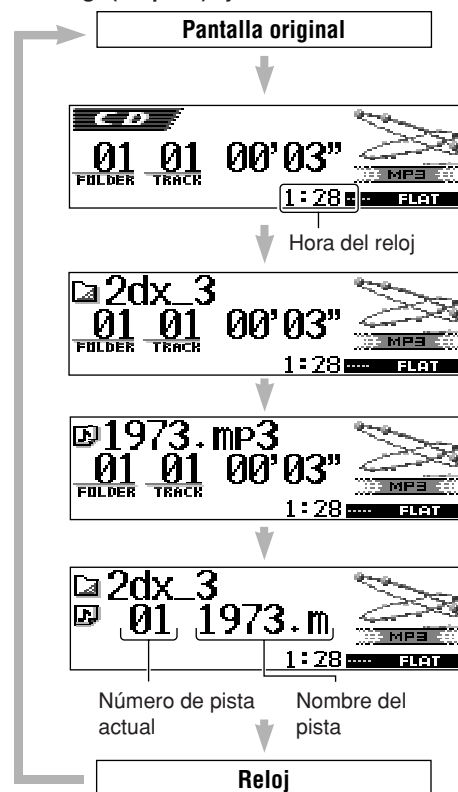 Pantalla original
CD
01 01 00'03"
FOLDER TRACK
MP3
1:28 FLAT
Hora del reloj
2dx_3
01 01 00'03"
FOLDER TRACK
MP3
1:28 FLAT
1973.mp3
01 01 00'03"
FOLDER TRACK
MP3
1:28 FLAT
2dx_3
01 1973.m
MP3
1:28 FLAT
Número de pista actual
Nombre del pista
Reloj